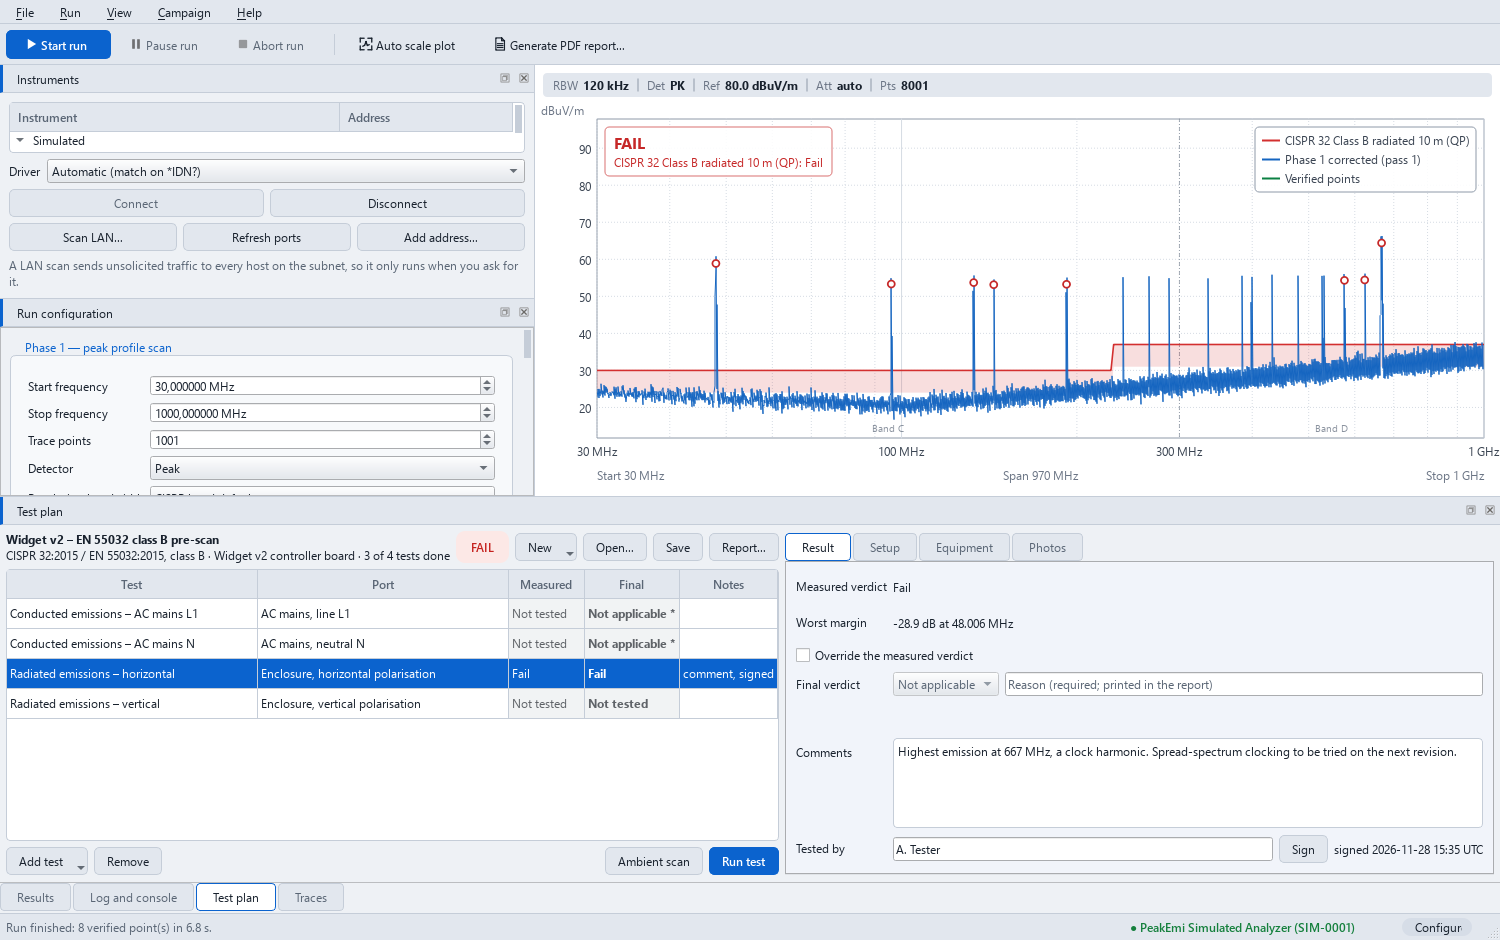 File Run View Campaign Help
Start run Pause run Abort run Auto scale plot Generate PDF report...
Instruments
Instrument Address
Simulated
Driver Automatic (match on *IDN?)
Connect Disconnect
Scan LAN... Refresh ports Add address...
A LAN scan sends unsolicited traffic to every host on the subnet, so it only runs when you ask for
it.
Run configuration
Phase 1 — peak profile scan
Start frequency 30,000000 MHz
Stop frequency 1000,000000 MHz
Trace points 1001
Detector Peak
RBW 120 kHz Det PK Ref 80.0 dBuV/m Att auto Pts 8001
dBuV/m
FAIL
CISPR 32 Class B radiated 10 m (QP): Fail
CISPR 32 Class B radiated 10 m (QP)
Phase 1 corrected (pass 1)
Verified points
90
80
70
60
50
40
30
20
Band C Band D
30 MHz 100 MHz 300 MHz 1 GHz
Start 30 MHz Span 970 MHz Stop 1 GHz
Test plan
Widget v2 – EN 55032 class B pre-scan
CISPR 32:2015 / EN 55032:2015, class B · Widget v2 controller board · 3 of 4 tests done
FAIL New Open... Save Report...
Test Port Measured Final Notes
Conducted emissions – AC mains L1 AC mains, line L1 Not tested Not applicable *
Conducted emissions – AC mains N AC mains, neutral N Not tested Not applicable *
Radiated emissions – horizontal Enclosure, horizontal polarisation Fail Fail comment, signed
Radiated emissions – vertical Enclosure, vertical polarisation Not tested Not tested
Add test Remove Ambient scan Run test
Result Setup Equipment Photos
Measured verdict Fail
Worst margin -28.9 dB at 48.006 MHz
Override the measured verdict
Final verdict Not applicable Reason (required; printed in the report)
Comments Highest emission at 667 MHz, a clock harmonic. Spread-spectrum clocking to be tried on the next revision.
Tested by A. Tester Sign signed 2026-11-28 15:35 UTC
Results Log and console Test plan Traces
Run finished: 8 verified point(s) in 6.8 s. ● PeakEmi Simulated Analyzer (SIM-0001) Configur